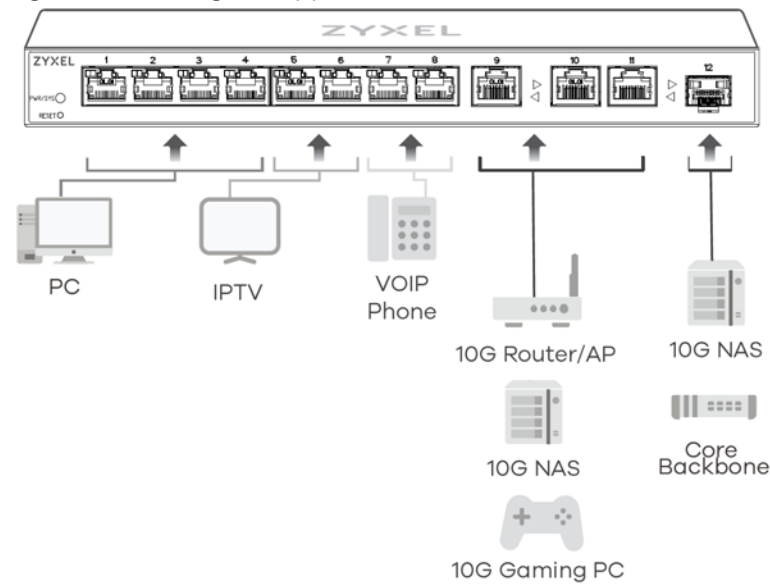 ZYXEL
ZYXEL
1 2 3 4 5 6 7 8 9 10 11 12
PWR/SYS
RESET
PC
IPTV
VOIP
Phone
10G Router/AP
10G NAS
10G NAS
10G Gaming PC
Core
Backbone